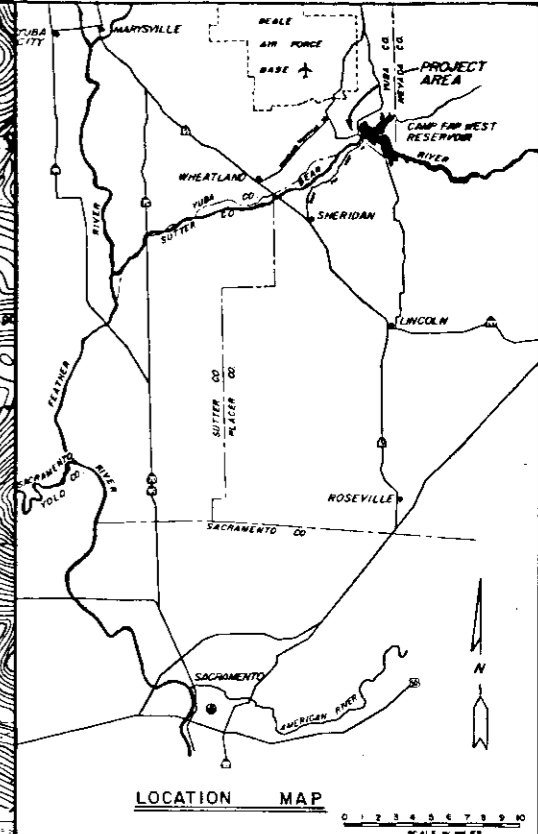 YUBA CITY
MARYSVILLE
BEALE
AIR FORCE
BASE
YUBA CO.
NEVADA CO.
PROJECT
AREA
CAMP FAR WEST
RESERVOIR
RIVER
WHEATLAND
BEAR
YUBA CO.
SUTTER CO.
SHERIDAN
RIVER
LINCOLN
FEATHER
SUTTER CO
PLACER CO.
SACRAMENTO
YOLO CO.
RIVER
ROSEVILLE
SACRAMENTO CO
N
SACRAMENTO
AMERICAN RIVER
LOCATION MAP
0 1 2 3 4 5 6 7 8 9 10
SCALE IN MILES